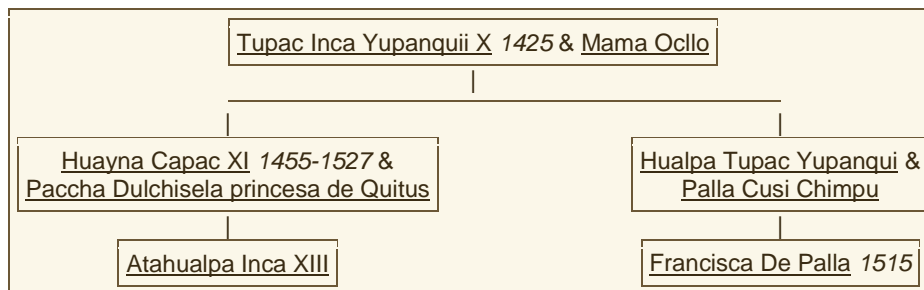 Tupac Inca Yupanquii X 1425 & Mama Ocllo
Huayna Capac XI 1455-1527 &
Paccha Dulchisela princesa de Quitus
Hualpa Tupac Yupanqui &
Palla Cusi Chimpu
Atahualpa Inca XIII
Francisca De Palla 1515